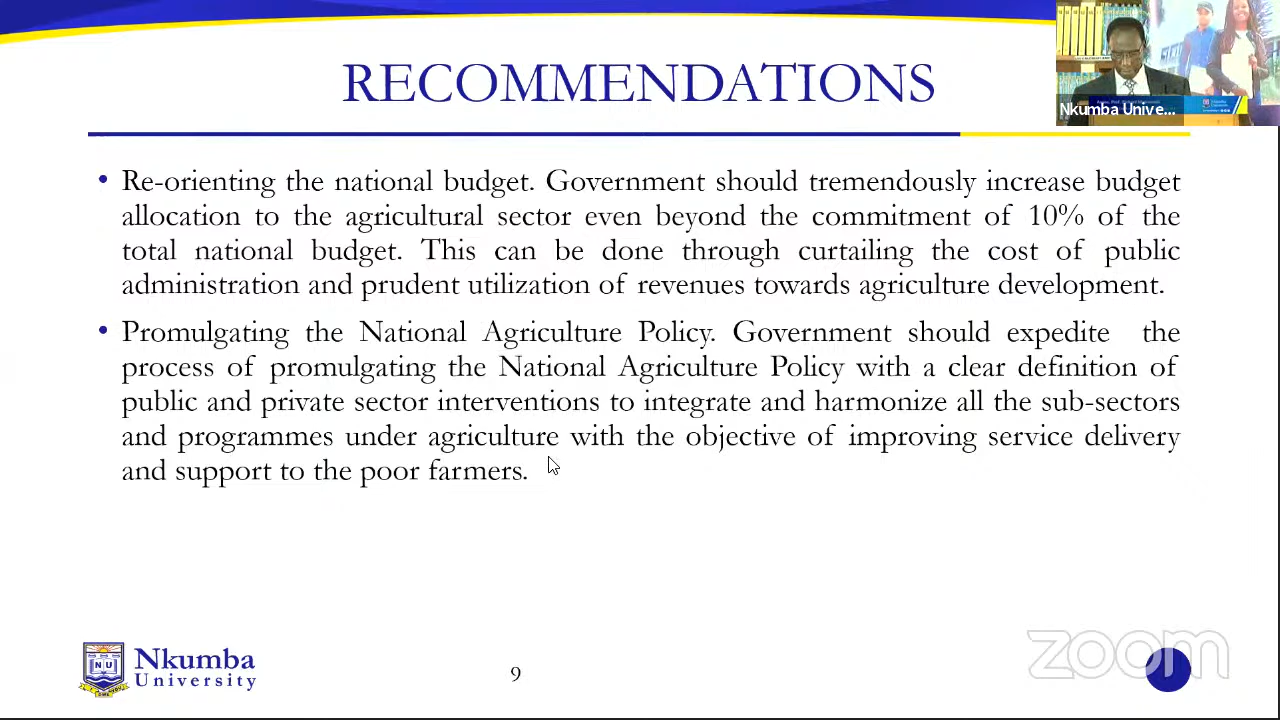 RECOMMENDATIONS
Nkumba Unive...
• Re-orienting the national budget. Government should tremendously increase budget
allocation to the agricultural sector even beyond the commitment of 10% of the
total national budget. This can be done through curtailing the cost of public
administration and prudent utilization of revenues towards agriculture development.
• Promulgating the National Agriculture Policy. Government should expedite the
process of promulgating the National Agriculture Policy with a clear definition of
public and private sector interventions to integrate and harmonize all the sub-sectors
and programmes under agriculture with the objective of improving service delivery
and support to the poor farmers.
NU
Nkumba
University
9
zoom